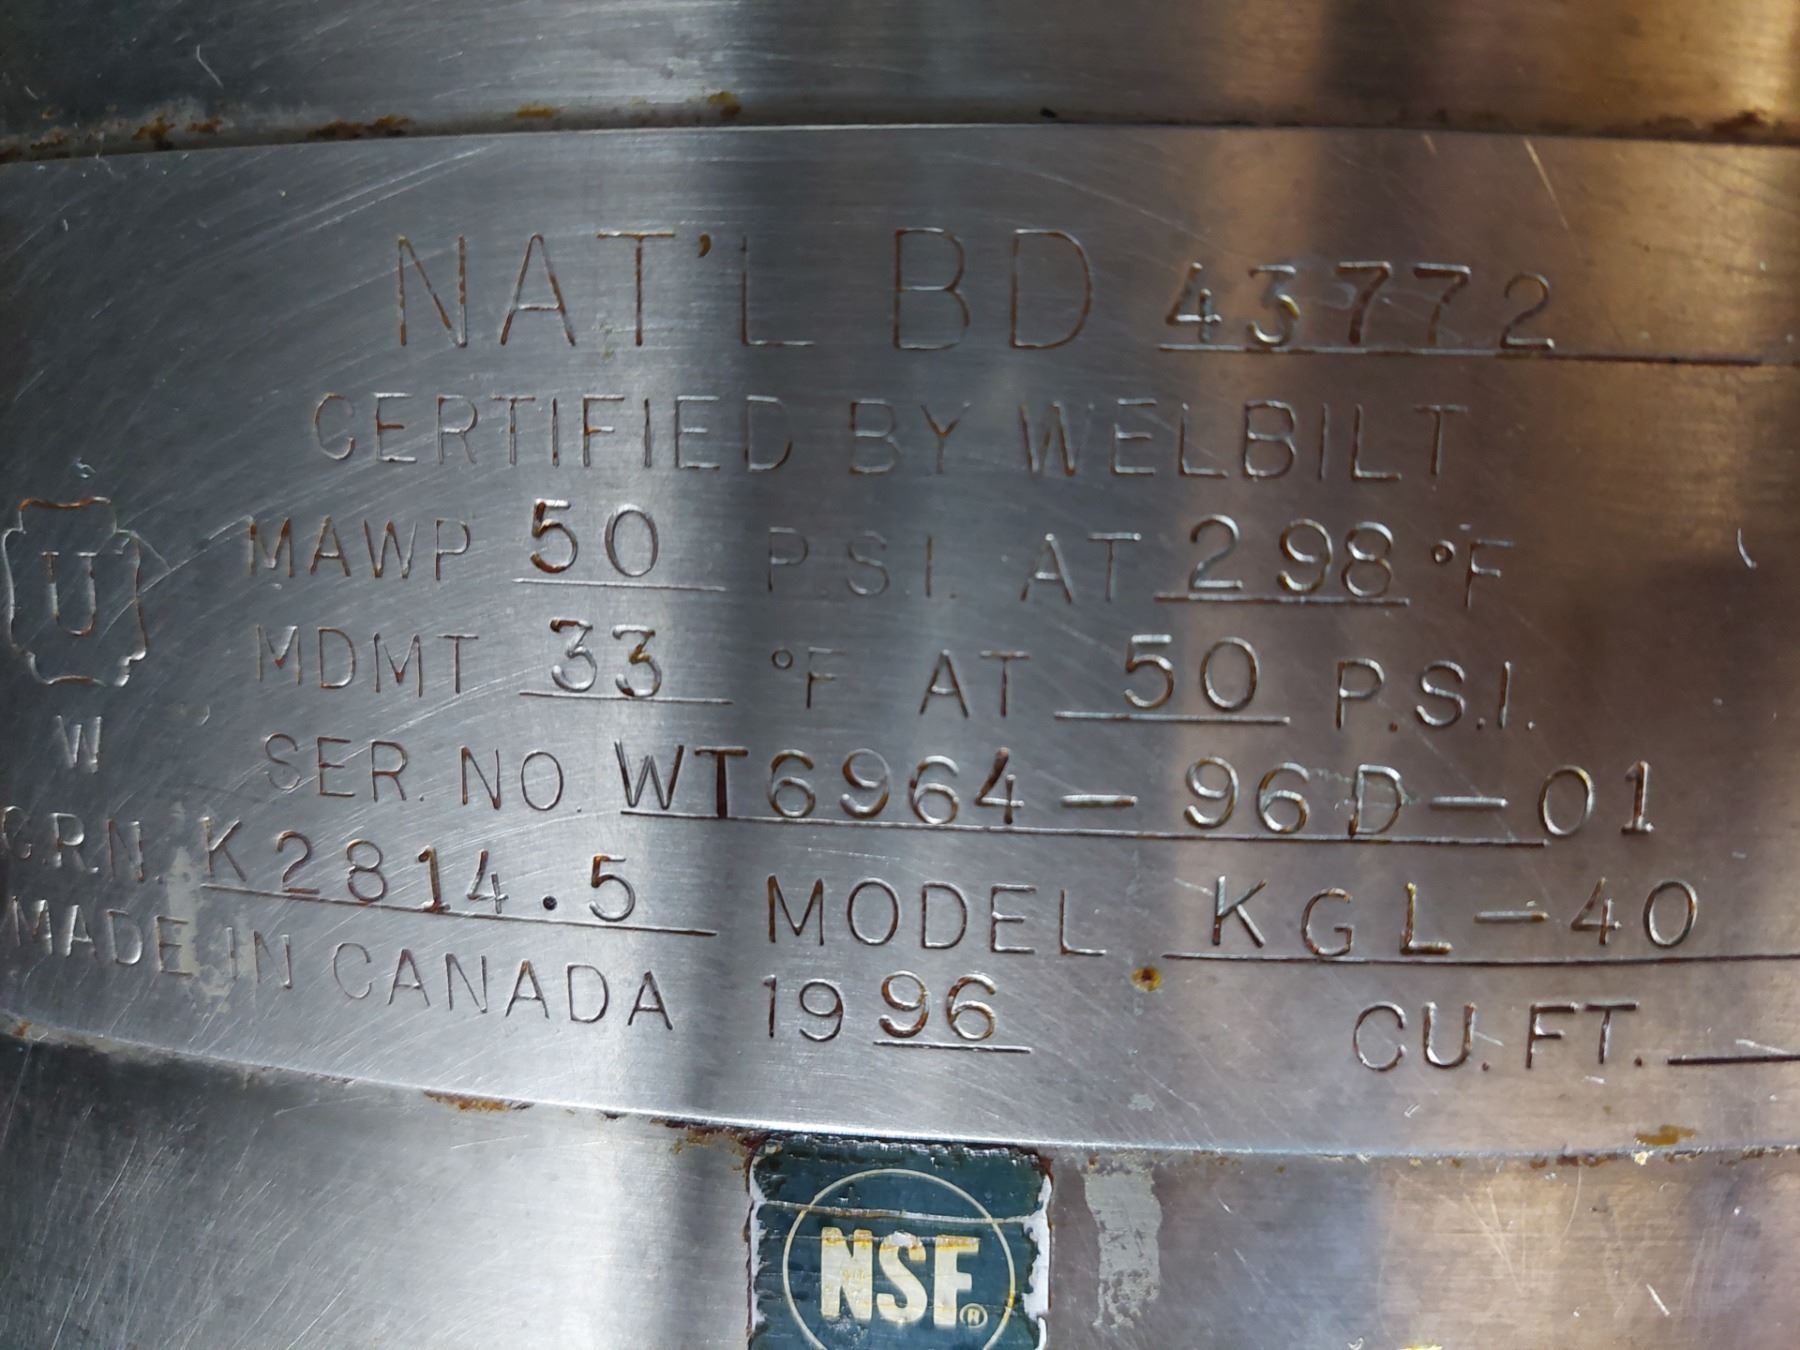 NAT'L BD 43772
CERTIFIED BY WELBILT
U
MAWP 50 P.S.I. AT 298 °F
MDMT 33 °F AT 50 P.S.I.
W
SER. NO. WT6964-96D-01
CRN. K2814.5 MODEL KGL-40
MADE IN CANADA 1996 CU. FT.
NSF®